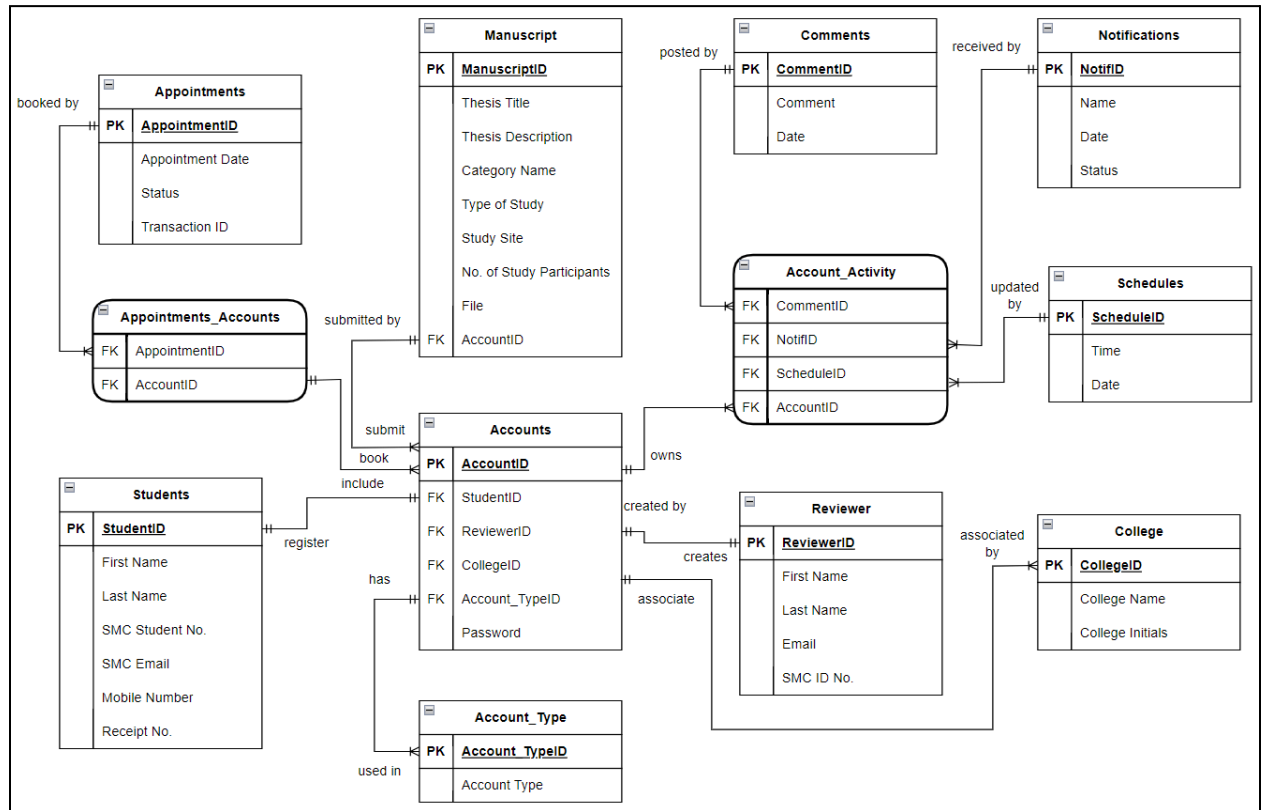 Manuscript
PK ManuscriptID
Thesis Title
Thesis Description
Category Name
Type of Study
Study Site
No. of Study Participants
File
FK AccountID
Comments
PK CommentID
Comment
Date
Notifications
PK NotifID
Name
Date
Status
posted by
received by
booked by
Appointments
PK AppointmentID
Appointment Date
Status
Transaction ID
Appointments_Accounts
FK AppointmentID
FK AccountID
submitted by
submit
book
include
Account_Activity
FK CommentID
FK NotifID
FK ScheduleID
FK AccountID
updated
by
Schedules
PK ScheduleID
Time
Date
Accounts
PK AccountID
FK StudentID
FK ReviewerID
FK CollegeID
FK Account_TypeID
Password
owns
created by
creates
associate
has
used in
Students
PK StudentID
First Name
Last Name
SMC Student No.
SMC Email
Mobile Number
Receipt No.
register
Reviewer
PK ReviewerID
First Name
Last Name
Email
SMC ID No.
associated
by
College
PK CollegeID
College Name
College Initials
Account_Type
PK Account_TypeID
Account Type